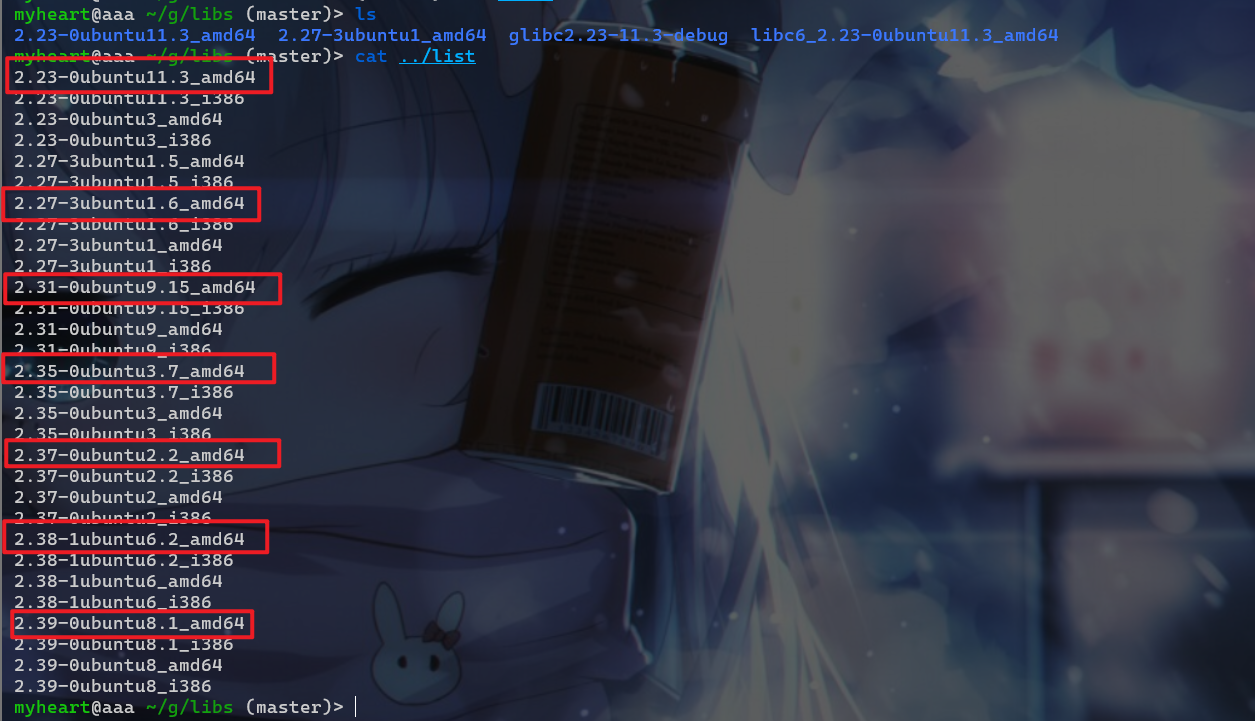 myheart@aaa ~/g/libs (master)> ls
2.23-0ubuntu11.3_amd64  2.27-3ubuntu1_amd64  glibc2.23-11.3-debug  libc6_2.23-0ubuntu11.3_amd64
myheart@aaa ~/g/libs (master)> cat ../list
2.23-0ubuntu11.3_amd64
2.23-0ubuntu11.3_i386
2.23-0ubuntu3_amd64
2.23-0ubuntu3_i386
2.27-3ubuntu1.5_amd64
2.27-3ubuntu1.5_i386
2.27-3ubuntu1.6_amd64
2.27-3ubuntu1.6_i386
2.27-3ubuntu1_amd64
2.27-3ubuntu1_i386
2.31-0ubuntu9.15_amd64
2.31-0ubuntu9.15_i386
2.31-0ubuntu9_amd64
2.31-0ubuntu9_i386
2.35-0ubuntu3.7_amd64
2.35-0ubuntu3.7_i386
2.35-0ubuntu3_amd64
2.35-0ubuntu3_i386
2.37-0ubuntu2.2_amd64
2.37-0ubuntu2.2_i386
2.37-0ubuntu2_amd64
2.37-0ubuntu2_i386
2.38-1ubuntu6.2_amd64
2.38-1ubuntu6.2_i386
2.38-1ubuntu6_amd64
2.38-1ubuntu6_i386
2.39-0ubuntu8.1_amd64
2.39-0ubuntu8.1_i386
2.39-0ubuntu8_amd64
2.39-0ubuntu8_i386
myheart@aaa ~/g/libs (master)>